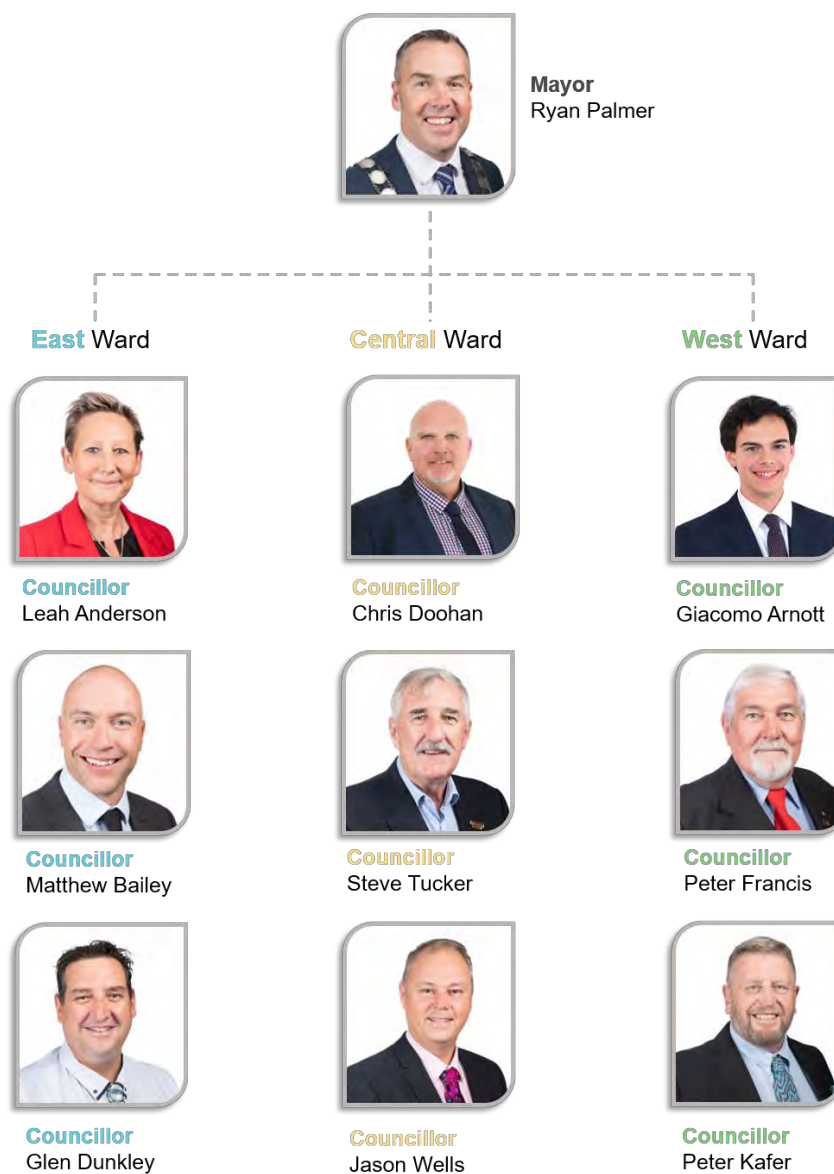 Mayor
Ryan Palmer
East Ward
Central Ward
West Ward
Councillor
Leah Anderson
Councillor
Chris Doohan
Councillor
Giacomo Arnott
Councillor
Matthew Bailey
Councillor
Steve Tucker
Councillor
Peter Francis
Councillor
Glen Dunkley
Councillor
Jason Wells
Councillor
Peter Kafer